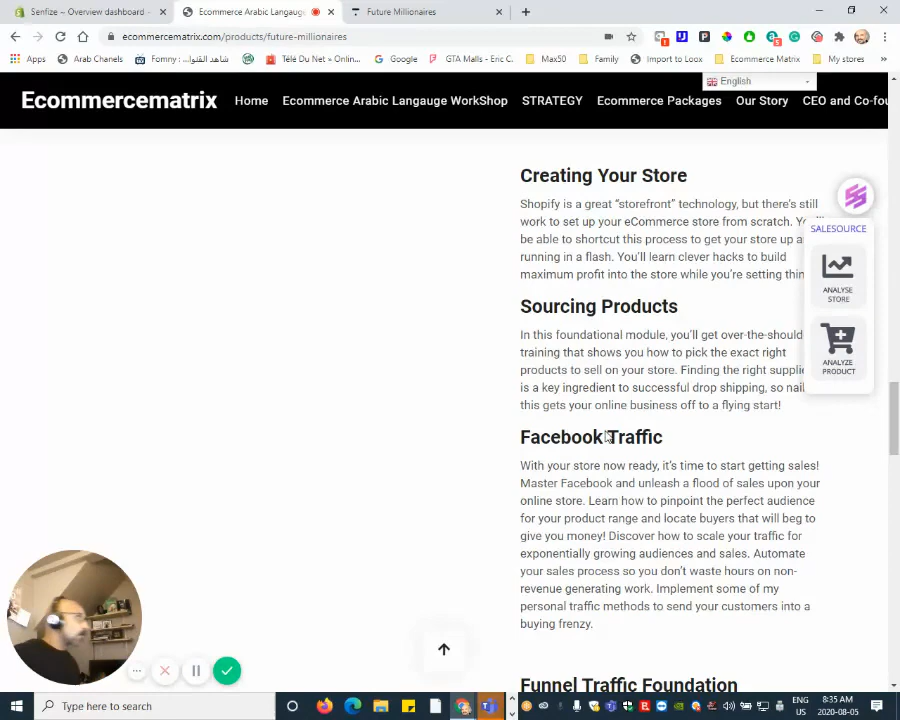 Senfize ~ Overview dashboard
Ecommerce Arabic Langauge
Future Millionaires
ecommercematrix.com/products/future-millionaires
Apps
Arab Chanels
Fomny : شاهد القنوا...
Télé Du Net » Onlin...
Google
GTA Malls - Eric C.
Max50
Family
Import to Loox
Ecommerce Matrix
My stores
English
Ecommercematrix
Home
Ecommerce Arabic Langauge WorkShop
STRATEGY
Ecommerce Packages
Our Story
CEO and Co-fou
Creating Your Store
Shopify is a great “storefront” technology, but there’s still
work to set up your eCommerce store from scratch.
be able to shortcut this process to get your store up
running in a flash. You’ll learn clever hacks to build
maximum profit into the store while you’re setting
Sourcing Products
In this foundational module, you’ll get
training that shows you how to pick the exact right
products to sell on your store. Finding the right
is a key ingredient to successful drop shipping, so
this gets your online business off to a flying start!
Facebook Traffic
With your store now ready, it’s time to start getting sales!
Master Facebook and unleash a flood of sales upon your
online store. Learn how to pinpoint the perfect audience
for your product range and locate buyers that will beg to
give you money! Discover how to scale your traffic for
exponentially growing audiences and sales. Automate
your sales process so you don’t waste hours on non-
revenue generating work. Implement some of my
personal traffic methods to send your customers into a
buying frenzy.
Funnel Traffic Foundation
SALESOURCE
ANALYSE
STORE
ANALYZE
PRODUCT
Type here to search
ENG
US
8:35 AM
2020-08-05